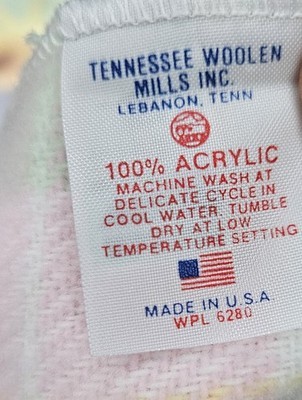 TENNESSEE WOOLEN
MILLS INC.
LEBANON, TENN
100% ACRYLIC
MACHINE WASH AT
DELICATE CYCLE IN
COOL WATER. TUMBLE
DRY AT LOW
TEMPERATURE SETTING
MADE IN U.S.A
WPL 6280